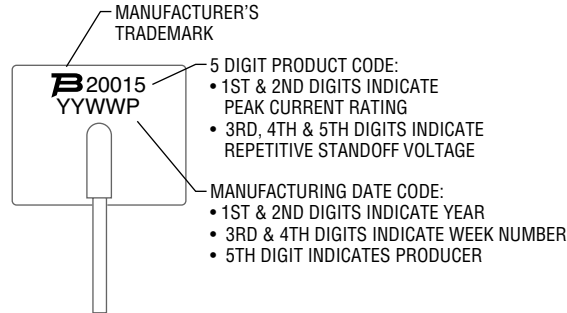 MANUFACTURER'S
TRADEMARK
20015
YYWWP
5 DIGIT PRODUCT CODE:
• 1ST & 2ND DIGITS INDICATE
PEAK CURRENT RATING
• 3RD, 4TH & 5TH DIGITS INDICATE
REPETITIVE STANDOFF VOLTAGE
MANUFACTURING DATE CODE:
• 1ST & 2ND DIGITS INDICATE YEAR
• 3RD & 4TH DIGITS INDICATE WEEK NUMBER
• 5TH DIGIT INDICATES PRODUCER